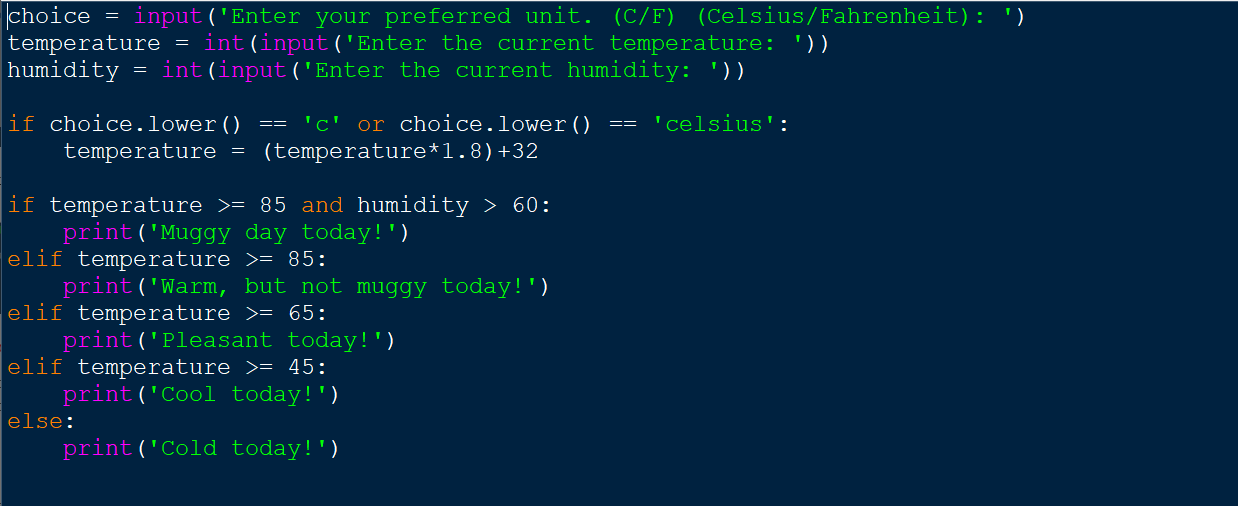 choice = input('Enter your preferred unit. (C/F) (Celsius/Fahrenheit): ')
temperature = int(input('Enter the current temperature: '))
humidity = int(input('Enter the current humidity: '))

if choice.lower() == 'c' or choice.lower() == 'celsius':
    temperature = (temperature*1.8)+32

if temperature >= 85 and humidity > 60:
    print('Muggy day today!')
elif temperature >= 85:
    print('Warm, but not muggy today!')
elif temperature >= 65:
    print('Pleasant today!')
elif temperature >= 45:
    print('Cool today!')
else:
    print('Cold today!')